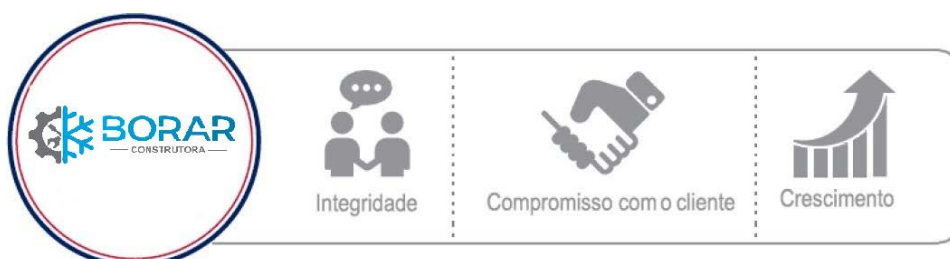 BORAR
CONSTRUTORA
Integridade
Compromisso com o cliente
Crescimento